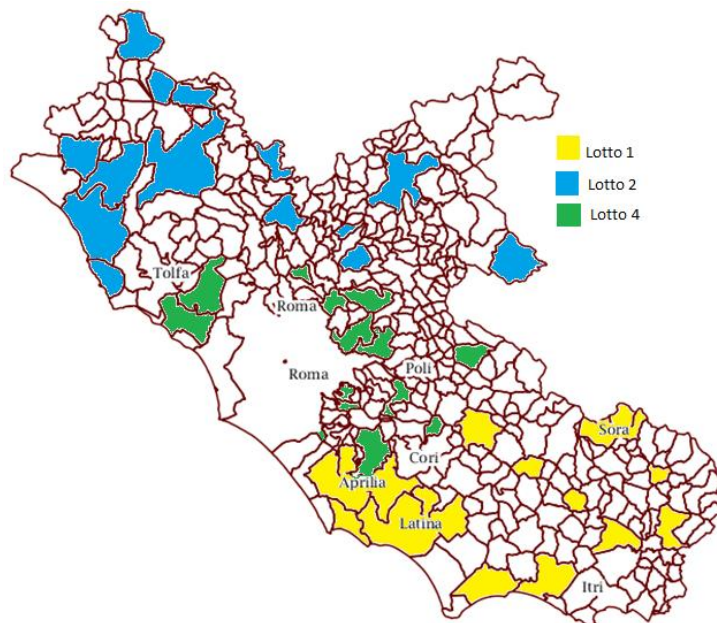 Lotto 1
Lotto 2
Lotto 4
Tolfa
Roma
Roma
Poli
Sora
Cori
Aprilia
Latina
Itri